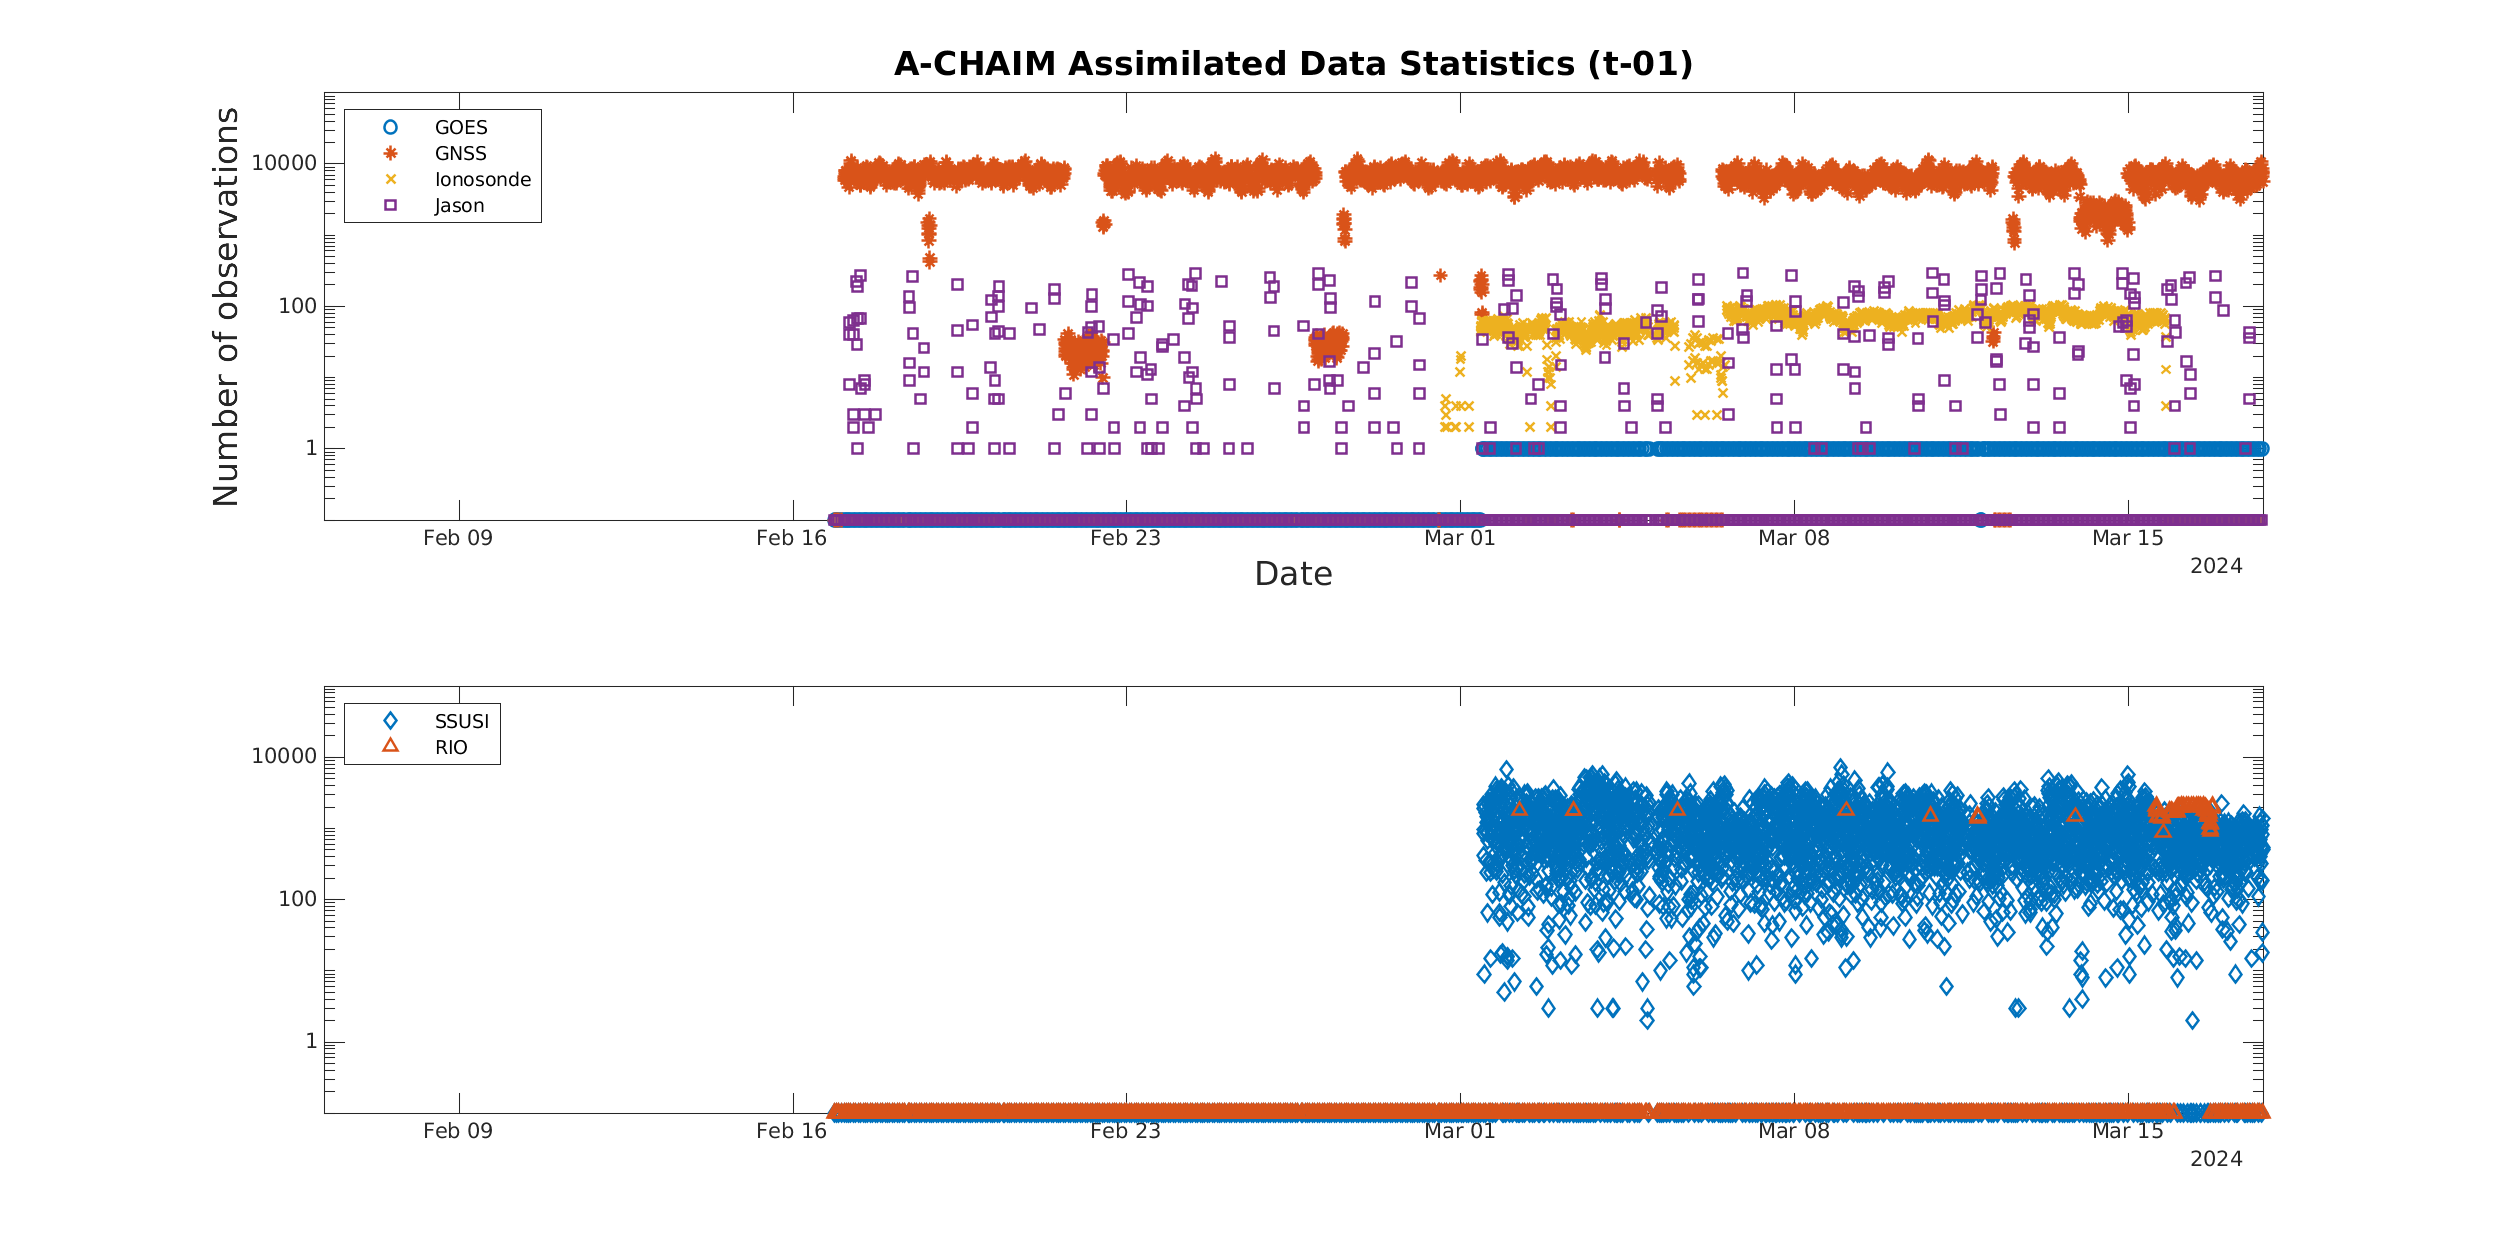 A-CHAIM Assimilated Data Statistics (t-01)
Number of observations
10000
100
1
GOES
GNSS
Ionosonde
Jason
Feb 09 Feb 16 Feb 23 Mar 01 Mar 08 Mar 15
2024
Date
10000
100
1
SSUSI
RIO
Feb 09 Feb 16 Feb 23 Mar 01 Mar 08 Mar 15
2024